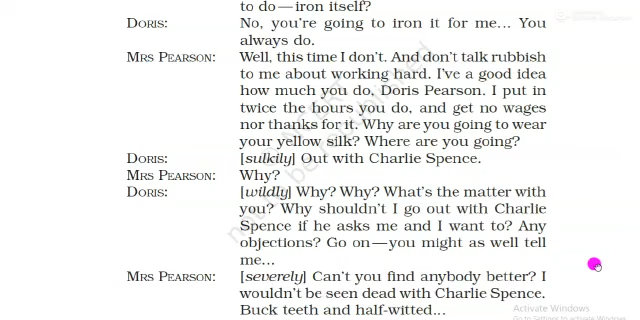 to do — iron itself?
DORIS: No, you're going to iron it for me... You
always do.
MRS PEARSON: Well, this time I don't. And don't talk rubbish
to me about working hard. I've a good idea
how much you do, Doris Pearson. I put in
twice the hours you do, and get no wages
nor thanks for it. Why are you going to wear
your yellow silk? Where are you going?
DORIS: [sulkily] Out with Charlie Spence.
MRS PEARSON: Why?
DORIS: [wildly] Why? Why? What's the matter with
you? Why shouldn't I go out with Charlie
Spence if he asks me and I want to? Any
objections? Go on — you might as well tell
me...
MRS PEARSON: [severely] Can't you find anybody better? I
wouldn't be seen dead with Charlie Spence.
Buck teeth and half-witted...
Activate Windows
Go to Settings to activate Windows